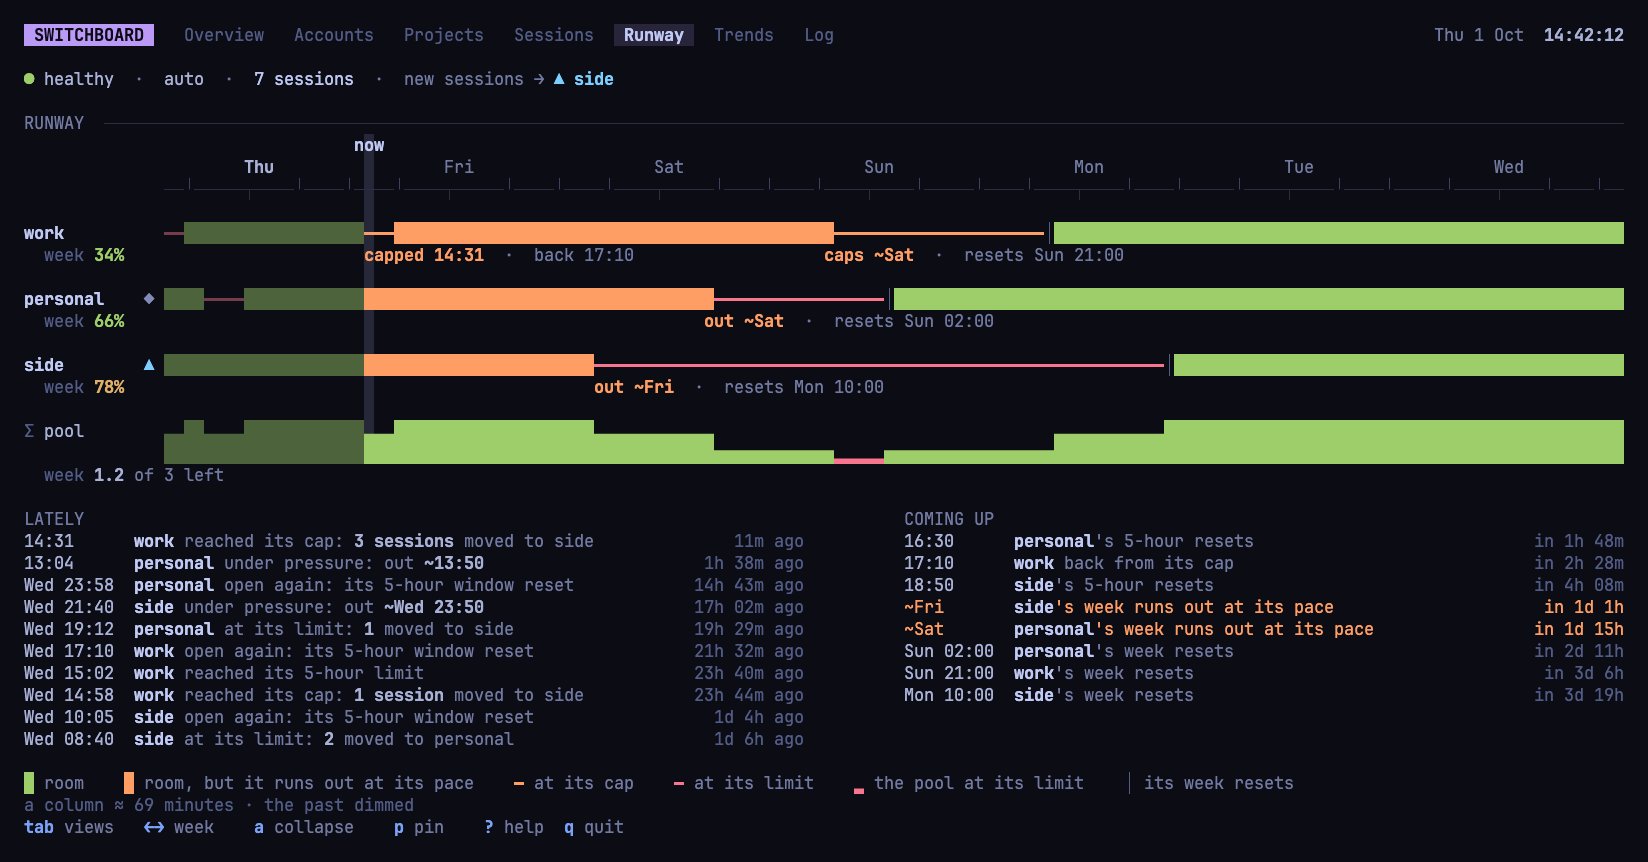 SWITCHBOARD Overview Accounts Projects Sessions Runway Trends Log Thu 1 Oct 14:42:12
● healthy · auto · 7 sessions · new sessions → ▲ side
RUNWAY
now
Thu Fri Sat Sun Mon Tue Wed
work
week 34% capped 14:31 · back 17:10 caps ~Sat · resets Sun 21:00
personal ◆
week 66% out ~Sat · resets Sun 02:00
side ▲
week 78% out ~Fri · resets Mon 10:00
Σ pool
week 1.2 of 3 left
LATELY
14:31 work reached its cap: 3 sessions moved to side 11m ago
13:04 personal under pressure: out ~13:50 1h 38m ago
Wed 23:58 personal open again: its 5-hour window reset 14h 43m ago
Wed 21:40 side under pressure: out ~Wed 23:50 17h 02m ago
Wed 19:12 personal at its limit: 1 moved to side 19h 29m ago
Wed 17:10 work open again: its 5-hour window reset 21h 32m ago
Wed 15:02 work reached its 5-hour limit 23h 40m ago
Wed 14:58 work reached its cap: 1 session moved to side 23h 44m ago
Wed 10:05 side open again: its 5-hour window reset 1d 4h ago
Wed 08:40 side at its limit: 2 moved to personal 1d 6h ago
COMING UP
16:30 personal's 5-hour resets in 1h 48m
17:10 work back from its cap in 2h 28m
18:50 side's 5-hour resets in 4h 08m
~Fri side's week runs out at its pace in 1d 1h
~Sat personal's week runs out at its pace in 1d 15h
Sun 02:00 personal's week resets in 2d 11h
Sun 21:00 work's week resets in 3d 6h
Mon 10:00 side's week resets in 3d 19h
room room, but it runs out at its pace at its cap at its limit the pool at its limit its week resets
a column ≈ 69 minutes · the past dimmed
tab views ↔ week a collapse p pin ? help q quit